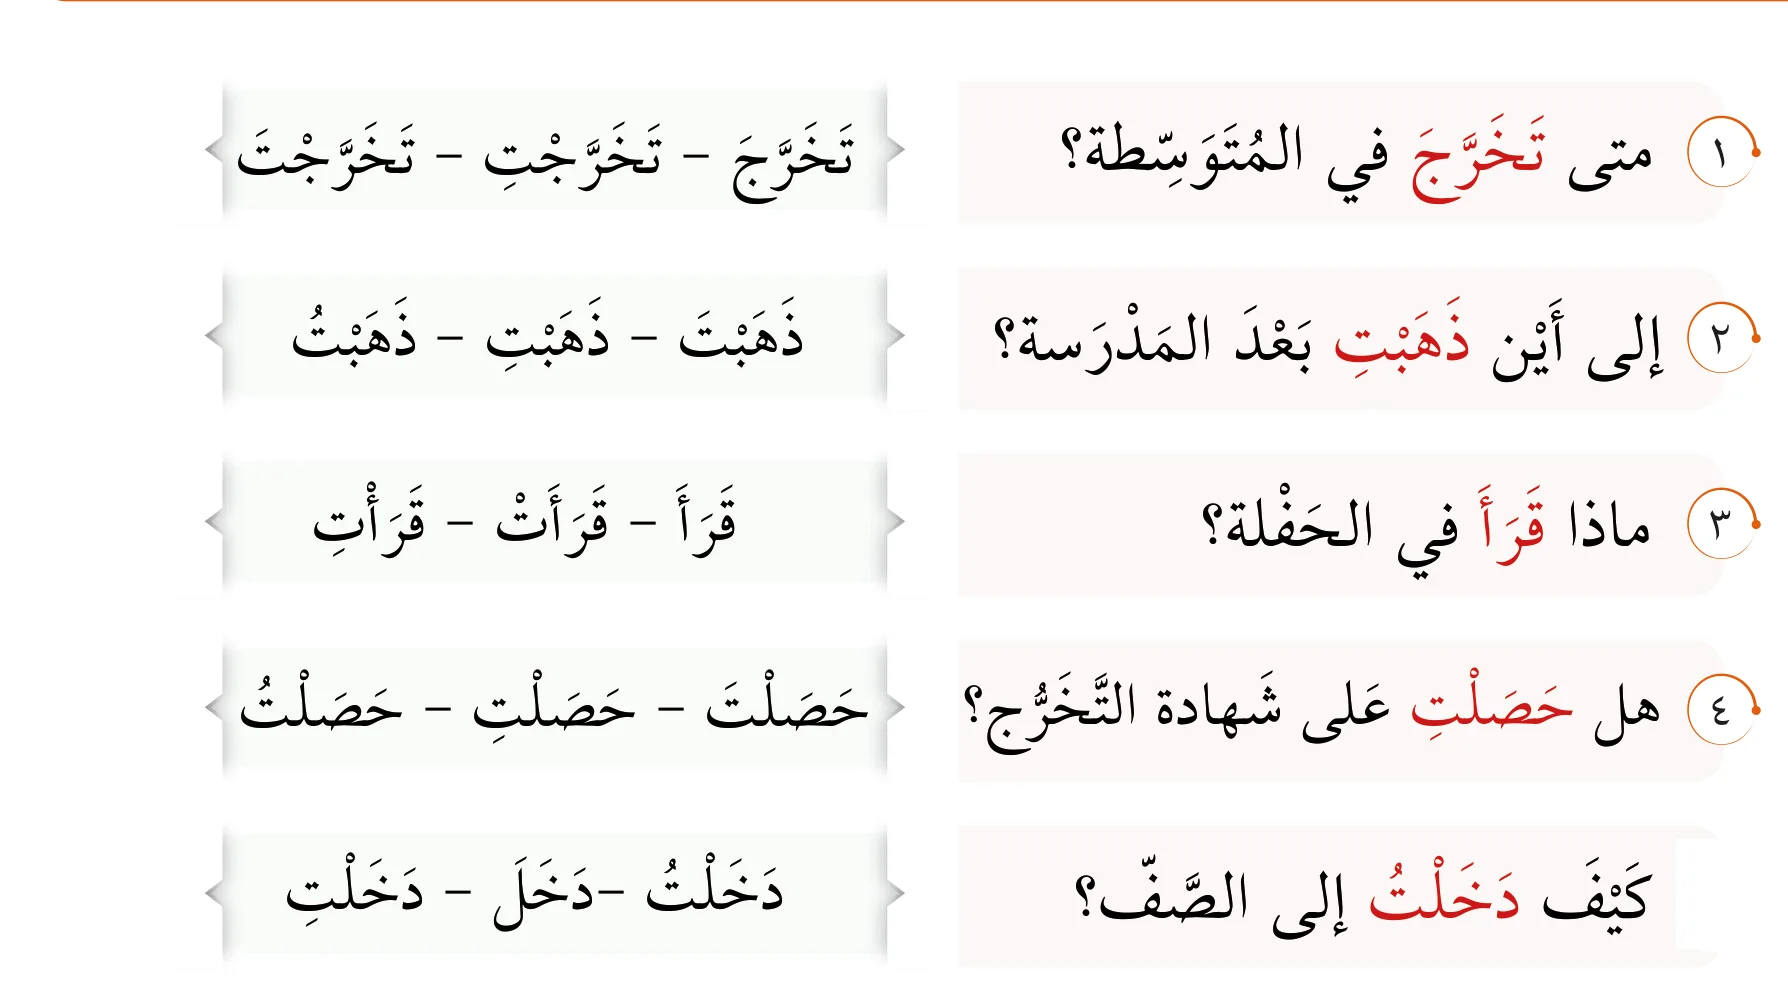 ١ متى تَخَرَّجَ في المُتَوَسِّطة؟ تَخَرَّجَ – تَخَرَّجْتِ – تَخَرَّجْتَ
٢ إلى أَيْن ذَهَبْتِ بَعْدَ المَدْرَسة؟ ذَهَبْتَ – ذَهَبْتِ – ذَهَبْتُ
٣ ماذا قَرَأَ في الحَفْلة؟ قَرَأَ – قَرَأَتْ – قَرَأْتِ
٤ هل حَصَلْتِ عَلى شَهادة التَّخَرُّج؟ حَصَلْتَ – حَصَلْتِ – حَصَلْتُ
كَيْفَ دَخَلْتُ إلى الصَّفّ؟ دَخَلْتُ –دَخَلَ – دَخَلْتِ